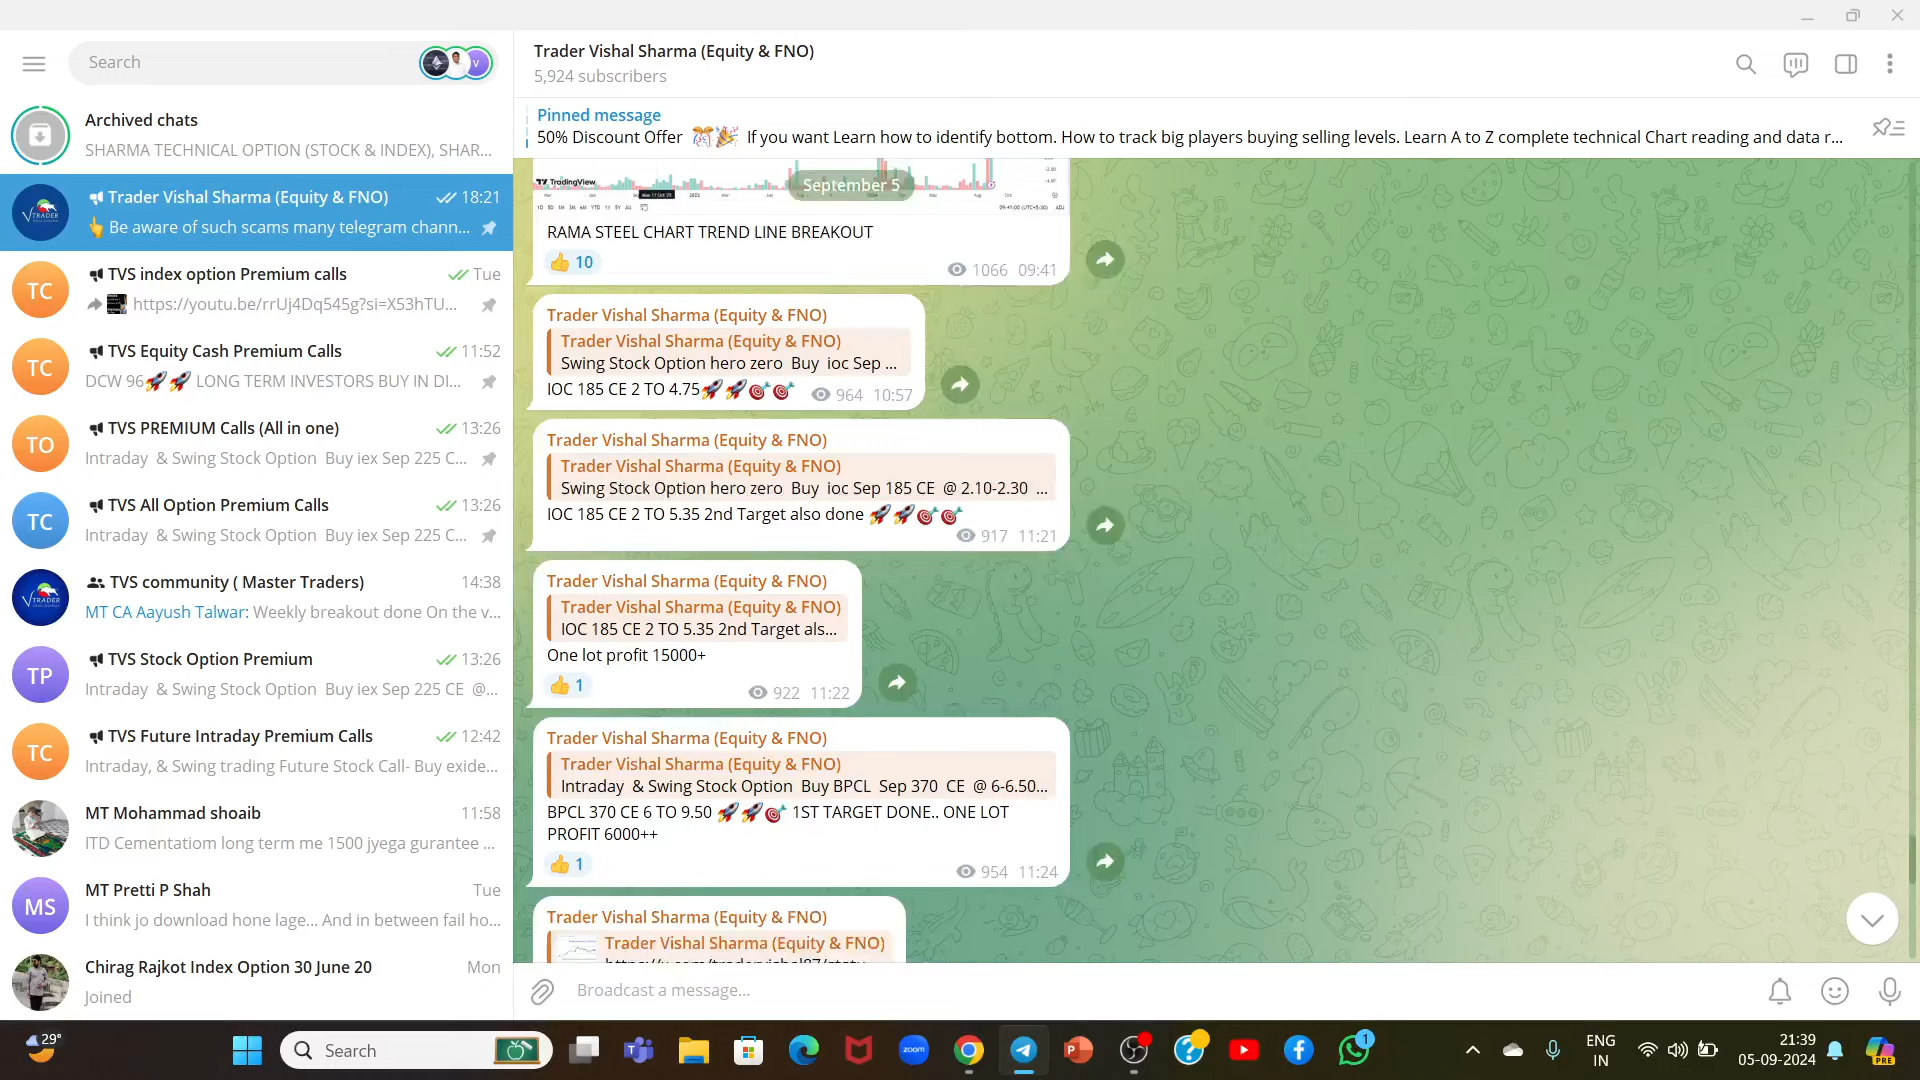 Search
V
Archived chats
SHARMA TECHNICAL OPTION (STOCK & INDEX), SHAR...
Trader Vishal Sharma (Equity & FNO) 18:21
👆 Be aware of such scams many telegram chann...
TC
TVS index option Premium calls Tue
https://youtu.be/rrUj4Dq545g?si=X53hTU...
TC
TVS Equity Cash Premium Calls 11:52
DCW 96🚀🚀 LONG TERM INVESTORS BUY IN DI...
TO
TVS PREMIUM Calls (All in one) 13:26
Intraday & Swing Stock Option Buy iex Sep 225 C...
TC
TVS All Option Premium Calls 13:26
Intraday & Swing Stock Option Buy iex Sep 225 C...
TVS community ( Master Traders) 14:38
MT CA Aayush Talwar: Weekly breakout done On the v...
TP
TVS Stock Option Premium 13:26
Intraday & Swing Stock Option Buy iex Sep 225 CE @...
TC
TVS Future Intraday Premium Calls 12:42
Intraday, & Swing trading Future Stock Call- Buy exide...
MT Mohammad shoaib 11:58
ITD Cementatiom long term me 1500 jyega gurantee ...
MS
MT Pretti P Shah Tue
I think jo download hone lage... And in between fail ho...
Chirag Rajkot Index Option 30 June 20 Mon
Joined
Trader Vishal Sharma (Equity & FNO)
5,924 subscribers
Pinned message
50% Discount Offer 🎊🎉 If you want Learn how to identify bottom. How to track big players buying selling levels. Learn A to Z complete technical Chart reading and data r...
TradingView
September 5
RAMA STEEL CHART TREND LINE BREAKOUT
👍 10
1066 09:41
Trader Vishal Sharma (Equity & FNO)
Trader Vishal Sharma (Equity & FNO)
Swing Stock Option hero zero Buy ioc Sep ...
IOC 185 CE 2 TO 4.75🚀🚀🎯🎯 964 10:57
Trader Vishal Sharma (Equity & FNO)
Trader Vishal Sharma (Equity & FNO)
Swing Stock Option hero zero Buy ioc Sep 185 CE @ 2.10-2.30 ...
IOC 185 CE 2 TO 5.35 2nd Target also done 🚀🚀🎯🎯
917 11:21
Trader Vishal Sharma (Equity & FNO)
Trader Vishal Sharma (Equity & FNO)
IOC 185 CE 2 TO 5.35 2nd Target als...
One lot profit 15000+
👍 1
922 11:22
Trader Vishal Sharma (Equity & FNO)
Trader Vishal Sharma (Equity & FNO)
Intraday & Swing Stock Option Buy BPCL Sep 370 CE @ 6-6.50...
BPCL 370 CE 6 TO 9.50 🚀🚀🎯 1ST TARGET DONE.. ONE LOT
PROFIT 6000++
👍 1
954 11:24
Trader Vishal Sharma (Equity & FNO)
Trader Vishal Sharma (Equity & FNO)
Broadcast a message...
29°
Search
zoom
1
ENG
IN
21:39
05-09-2024
PRE